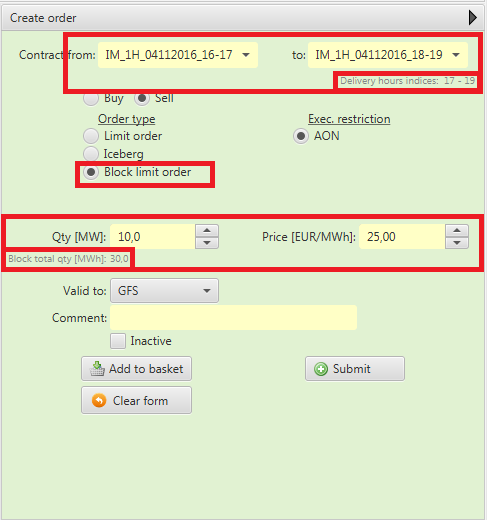 Create order
Contract from: IM_1H_04112016_16-17 to: IM_1H_04112016_18-19
Delivery hours indices: 17 - 19
Buy Sell
Order type Exec. restriction
Limit order AON
Iceberg
Block limit order
Qty [MW]: 10,0 Price [EUR/MWh]: 25,00
Block total qty [MWh]: 30,0
Valid to: GFS
Comment:
Inactive
Add to basket Submit
Clear form